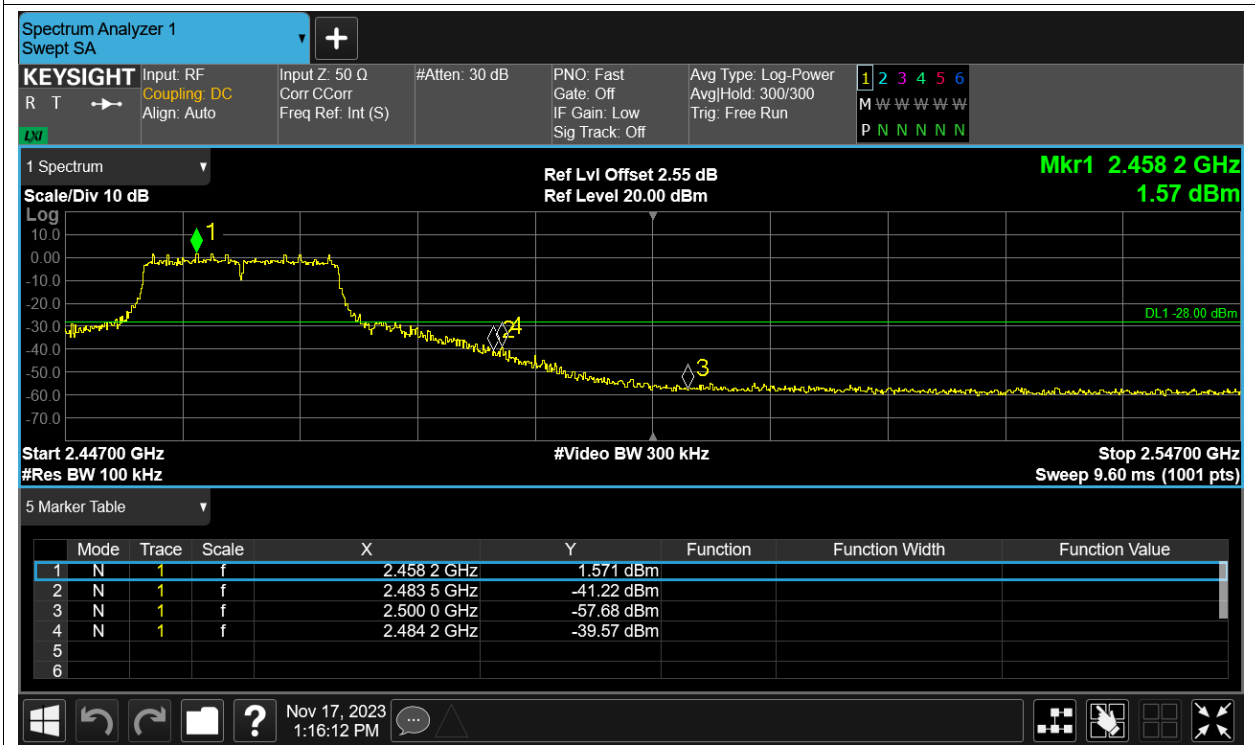 Spectrum Analyzer 1
Swept SA
+
KEYSIGHT Input: RF Input Z: 50 Ω #Atten: 30 dB PNO: Fast Avg Type: Log-Power 1 2 3 4 5 6
R T Coupling: DC Corr CCorr Gate: Off Avg|Hold: 300/300 M W W W W W
Align: Auto Freq Ref: Int (S) IF Gain: Low Trig: Free Run
LXI Sig Track: Off P N N N N N
1 Spectrum Ref Lvl Offset 2.55 dB Mkr1 2.458 2 GHz
Scale/Div 10 dB Ref Level 20.00 dBm 1.57 dBm
Log
10.0
0.00
-10.0
-20.0
-30.0
-40.0
-50.0
-60.0
-70.0
1
2
4
3
DL1 -28.00 dBm
Start 2.44700 GHz #Video BW 300 kHz Stop 2.54700 GHz
#Res BW 100 kHz Sweep 9.60 ms (1001 pts)
5 Marker Table
Mode Trace Scale X Y Function Function Width Function Value
1 N 1 f 2.458 2 GHz 1.571 dBm
2 N 1 f 2.483 5 GHz -41.22 dBm
3 N 1 f 2.500 0 GHz -57.68 dBm
4 N 1 f 2.484 2 GHz -39.57 dBm
5
6
? Nov 17, 2023
1:16:12 PM